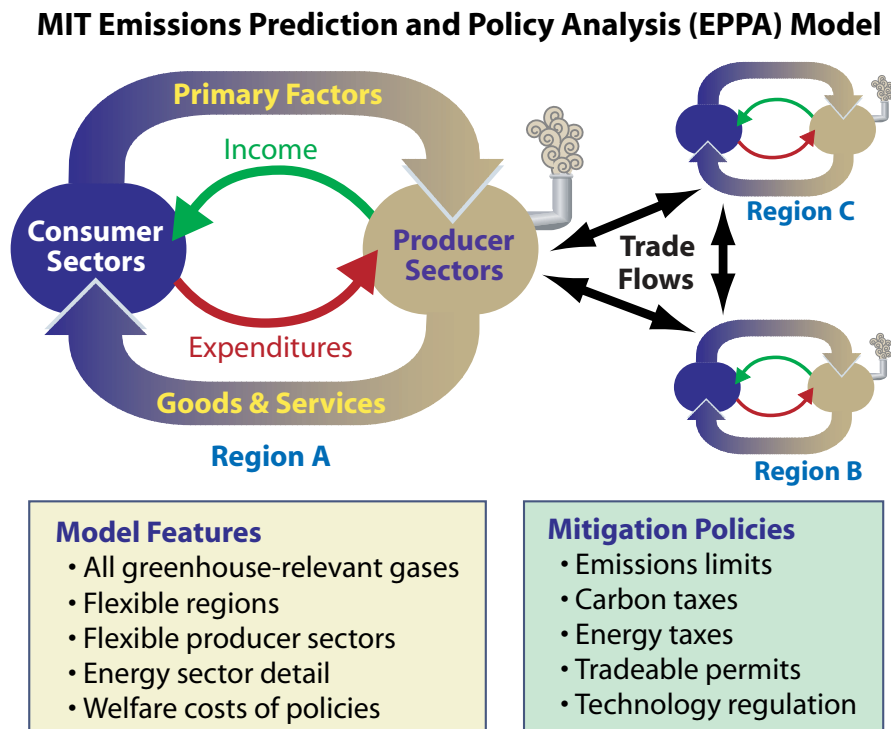 MIT Emissions Prediction and Policy Analysis (EPPA) Model
Primary Factors
Income
Consumer
Sectors
Producer
Sectors
Expenditures
Goods & Services
Region A
Trade
Flows
Region C
Region B
Model Features
• All greenhouse-relevant gases
• Flexible regions
• Flexible producer sectors
• Energy sector detail
• Welfare costs of policies
Mitigation Policies
• Emissions limits
• Carbon taxes
• Energy taxes
• Tradeable permits
• Technology regulation